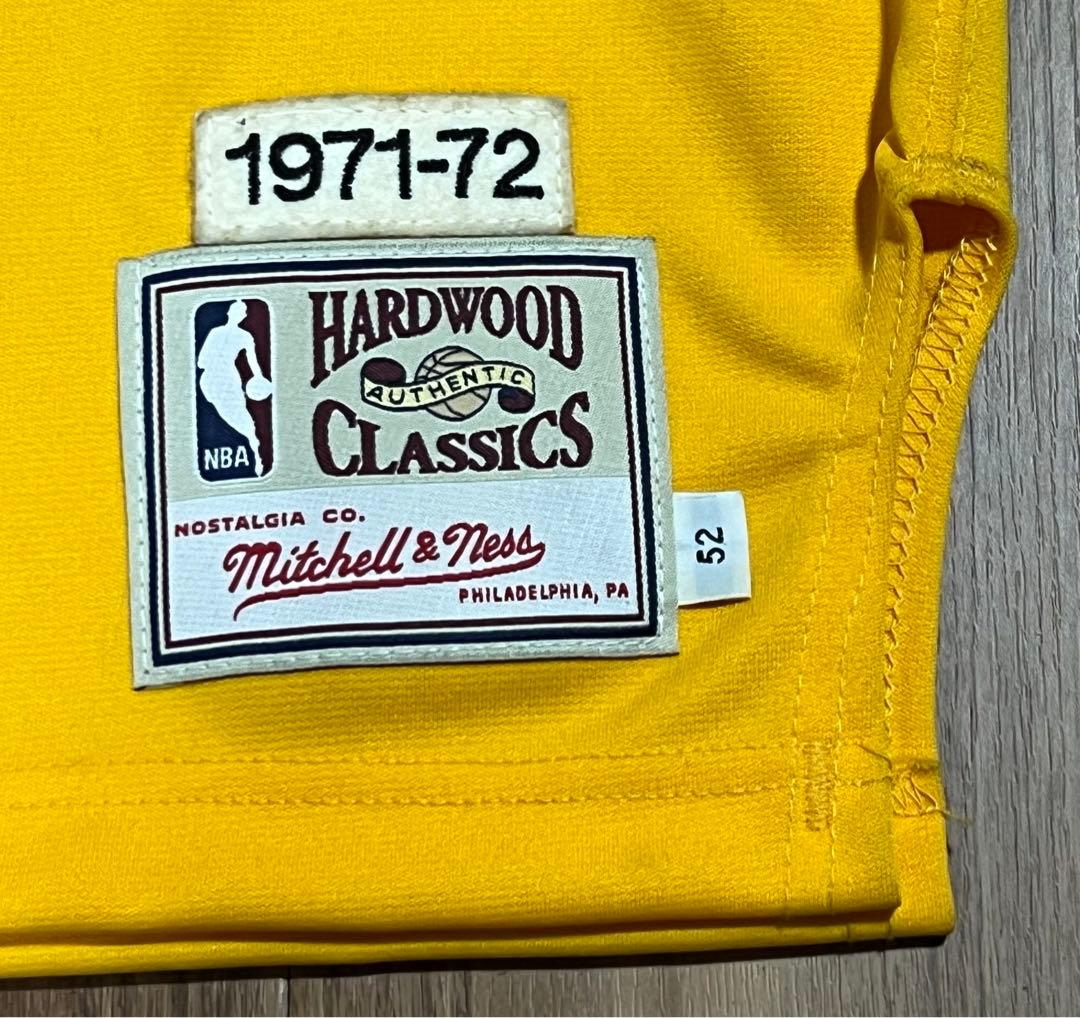 1971-72
HARDWOOD
AUTHENTIC
CLASSICS
NBA
NOSTALGIA CO.
Mitchell & Ness
PHILADELPHIA, PA
52